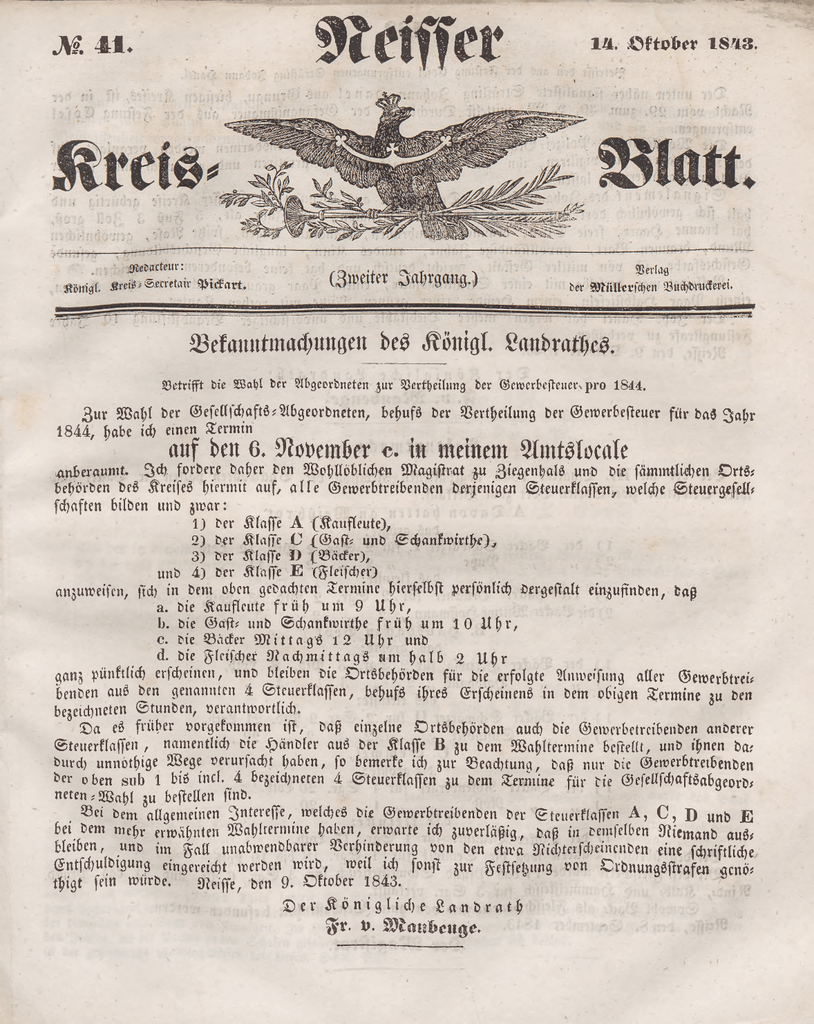 №. 41.
Neisser
14. Oktober 1843.
Kreis-
Blatt.
Redacteur:
Königl. Kreis-Secretair Pickart.
(Zweiter Jahrgang.)
Verlag
der Müllerschen Buchdruckerei.
Bekanntmachungen des Königl. Landrathes.
Betrifft die Wahl der Abgeordneten zur Vertheilung der Gewerbesteuer pro 1844.
Zur Wahl der Gesellschafts-Abgeordneten, behufs der Vertheilung der Gewerbesteuer für das Jahr
1844, habe ich einen Termin
auf den 6. November c. in meinem Amtslocale
anberaumt. Ich fordere daher den Wohllöblichen Magistrat zu Ziegenhals und die sämmtlichen Orts-
behörden des Kreises hiermit auf, alle Gewerbtreibenden derjenigen Steuerklassen, welche Steuergesell-
schaften bilden und zwar:
1) der Klasse A (Kaufleute),
2) der Klasse C (Gast- und Schankwirthe),
3) der Klasse D (Bäcker),
und 4) der Klasse E (Fleischer)
anzuweisen, sich in dem oben gedachten Termine hierselbst persönlich dergestalt einzufinden, daß
a. die Kaufleute früh um 9 Uhr,
b. die Gast- und Schankwirthe früh um 10 Uhr,
c. die Bäcker Mittags 12 Uhr und
d. die Fleischer Nachmittags um halb 2 Uhr
ganz pünktlich erscheinen, und bleiben die Ortsbehörden für die erfolgte Anweisung aller Gewerbtrei-
benden aus den genannten 4 Steuerklassen, behufs ihres Erscheinens in dem obigen Termine zu den
bezeichneten Stunden, verantwortlich.
Da es früher vorgekommen ist, daß einzelne Ortsbehörden auch die Gewerbetreibenden anderer
Steuerklassen, namentlich die Händler aus der Klasse B zu dem Wahltermine bestellt, und ihnen da-
durch unnöthige Wege verursacht haben, so bemerke ich zur Beachtung, daß nur die Gewerbtreibenden
der oben sub 1 bis incl. 4 bezeichneten 4 Steuerklassen zu dem Termine für die Gesellschaftsabgeord-
neten-Wahl zu bestellen sind.
Bei dem allgemeinen Interesse, welches die Gewerbtreibenden der Steuerklassen A, C, D und E
bei dem mehr erwähnten Wahltermine haben, erwarte ich zuverläßig, daß in demselben Niemand aus-
bleiben, und im Fall unabwendbarer Verhinderung von den etwa Nichterscheinenden eine schriftliche
Entschuldigung eingereicht werden wird, weil ich sonst zur Festsetzung von Ordnungsstrafen genö-
thigt sein würde. Neisse, den 9. Oktober 1843.
Der Königliche Landrath
Fr. v. Maubeuge.